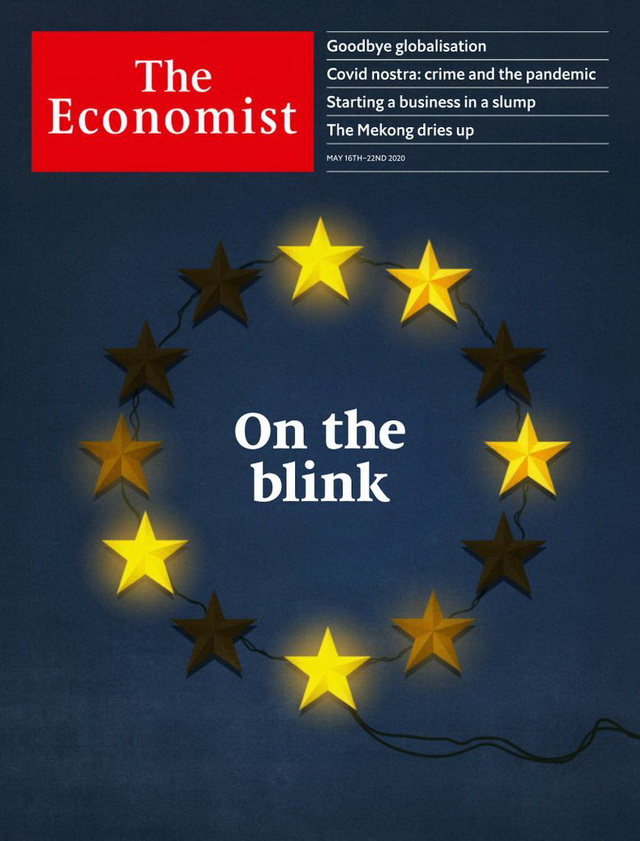 The
Economist
Goodbye globalisation
Covid nostra: crime and the pandemic
Starting a business in a slump
The Mekong dries up
MAY 16TH–22ND 2020
On the
blink